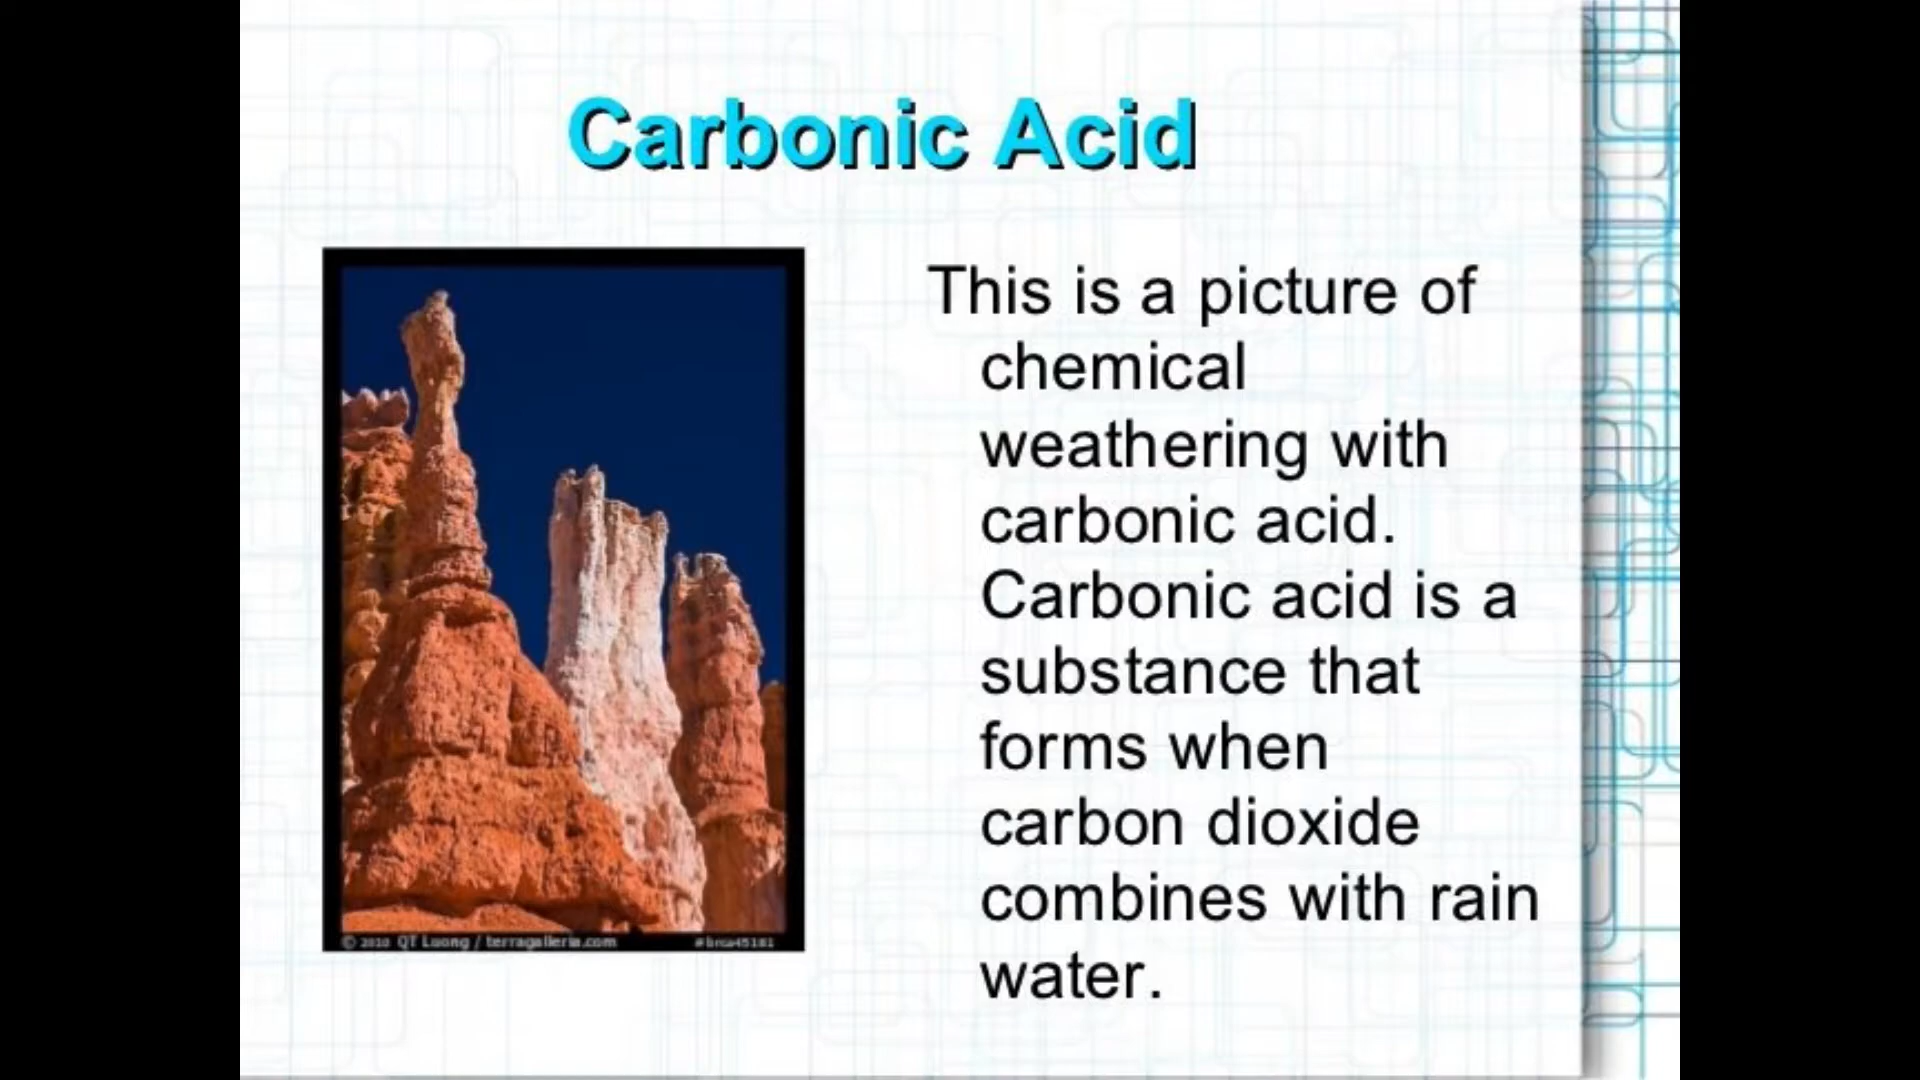 Carbonic Acid
This is a picture of
chemical
weathering with
carbonic acid.
Carbonic acid is a
substance that
forms when
carbon dioxide
combines with rain
water.
© 2010 QT Luong / terragalleria.com
#brca45181